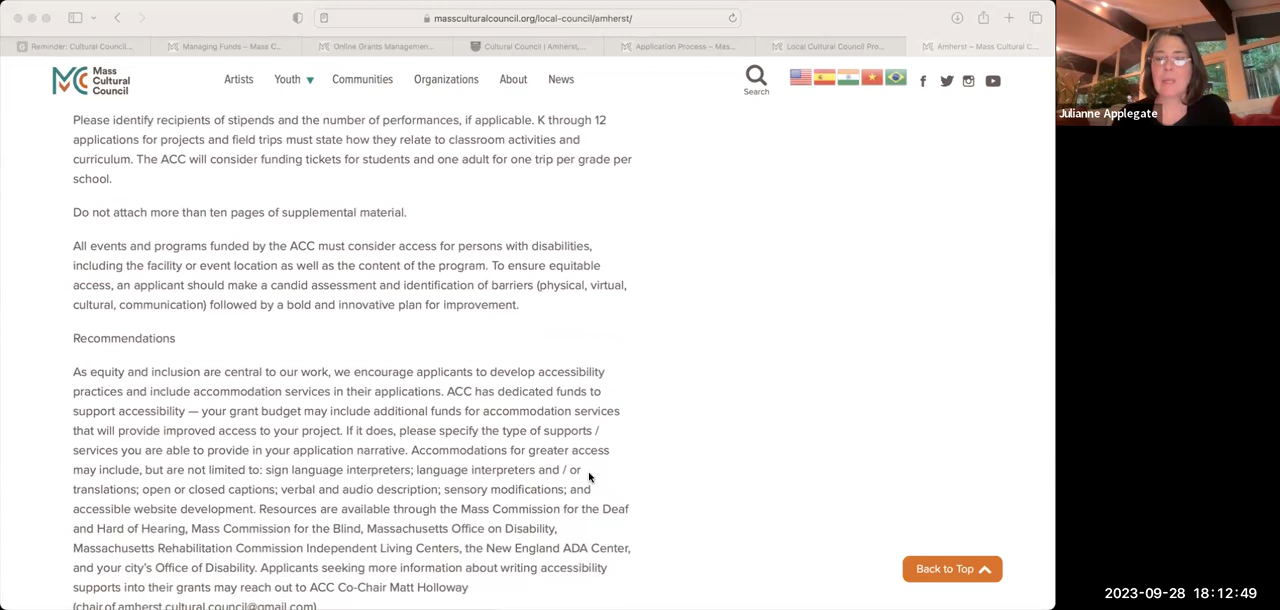 massculturalcouncil.org/local-council/amherst/
Reminder: Cultural Council...
Managing Funds – Mass C...
Online Grants Managemen...
Cultural Council | Amherst,...
Application Process – Mas...
Local Cultural Council Pro...
Amherst – Mass Cultural C...
Mass
Cultural
Council
Artists
Youth
Communities
Organizations
About
News
Search
Julianne Applegate
Please identify recipients of stipends and the number of performances, if applicable. K through 12
applications for projects and field trips must state how they relate to classroom activities and
curriculum. The ACC will consider funding tickets for students and one adult for one trip per grade per
school.
Do not attach more than ten pages of supplemental material.
All events and programs funded by the ACC must consider access for persons with disabilities,
including the facility or event location as well as the content of the program. To ensure equitable
access, an applicant should make a candid assessment and identification of barriers (physical, virtual,
cultural, communication) followed by a bold and innovative plan for improvement.
Recommendations
As equity and inclusion are central to our work, we encourage applicants to develop accessibility
practices and include accommodation services in their applications. ACC has dedicated funds to
support accessibility — your grant budget may include additional funds for accommodation services
that will provide improved access to your project. If it does, please specify the type of supports /
services you are able to provide in your application narrative. Accommodations for greater access
may include, but are not limited to: sign language interpreters; language interpreters and / or
translations; open or closed captions; verbal and audio description; sensory modifications; and
accessible website development. Resources are available through the Mass Commission for the Deaf
and Hard of Hearing, Mass Commission for the Blind, Massachusetts Office on Disability,
Massachusetts Rehabilitation Commission Independent Living Centers, the New England ADA Center,
and your city's Office of Disability. Applicants seeking more information about writing accessibility
supports into their grants may reach out to ACC Co-Chair Matt Holloway
(chair.of.amherst.cultural.council@gmail.com)
Back to Top
2023-09-28 18:12:49